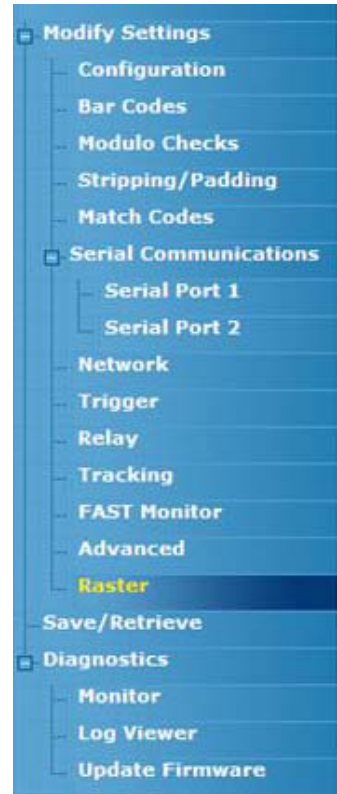 Modify Settings
Configuration
Bar Codes
Modulo Checks
Stripping/Padding
Match Codes
Serial Communications
Serial Port 1
Serial Port 2
Network
Trigger
Relay
Tracking
FAST Monitor
Advanced
Raster
Save/Retrieve
Diagnostics
Monitor
Log Viewer
Update Firmware